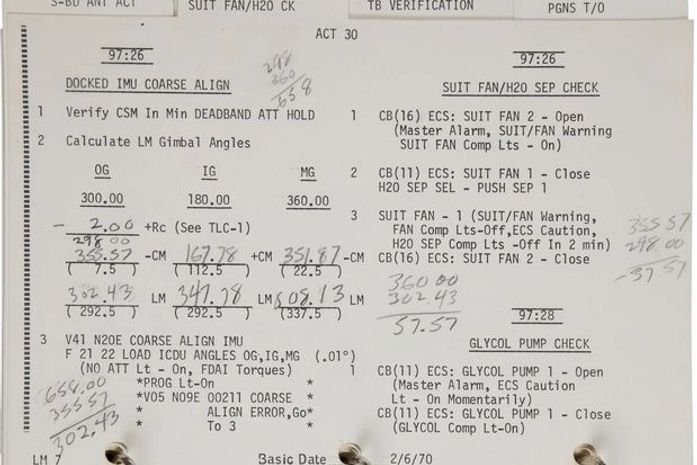 S-BD ANT ACT
SUIT FAN/H2O CK
TB VERIFICATION
PGNS T/O
ACT 30
97:26
DOCKED IMU COARSE ALIGN
298
360
658
1 Verify CSM In Min DEADBAND ATT HOLD
2 Calculate LM Gimbal Angles
OG IG MG
300.00 180.00 360.00
- 2.00 +Rc (See TLC-1)
298 00
355.57 -CM 167.78 +CM 351.87 -CM
( 7.5 ) (112.5 ) ( 22.5 )
302.43 LM 347.78 LM 008.13 LM
(292.5 ) (292.5 ) (337.5 )
3 V41 N20E COARSE ALIGN IMU
F 21 22 LOAD ICDU ANGLES OG,IG,MG (.01°)
(NO ATT Lt - On, FDAI Torques)
*PROG Lt-On *
*V05 N09E 00211 COARSE *
* ALIGN ERROR,Go*
* To 3 *
658.00
355.57
302.43
LM 7
Basic Date 2/6/70
97:26
SUIT FAN/H2O SEP CHECK
1 CB(16) ECS: SUIT FAN 2 - Open
(Master Alarm, SUIT/FAN Warning
SUIT FAN Comp Lts - On)
2 CB(11) ECS: SUIT FAN 1 - Close
H2O SEP SEL - PUSH SEP 1
3 SUIT FAN - 1 (SUIT/FAN Warning,
FAN Comp Lts-Off,ECS Caution,
H2O SEP Comp Lts -Off In 2 min)
CB(16) ECS: SUIT FAN 2 - Close
355 57
298.00
-57.57
360 00
302.43
57.57
97:28
GLYCOL PUMP CHECK
1 CB(11) ECS: GLYCOL PUMP 1 - Open
(Master Alarm, ECS Caution
Lt - On Momentarily)
CB(11) ECS: GLYCOL PUMP 1 - Close
(GLYCOL Comp Lt-On)